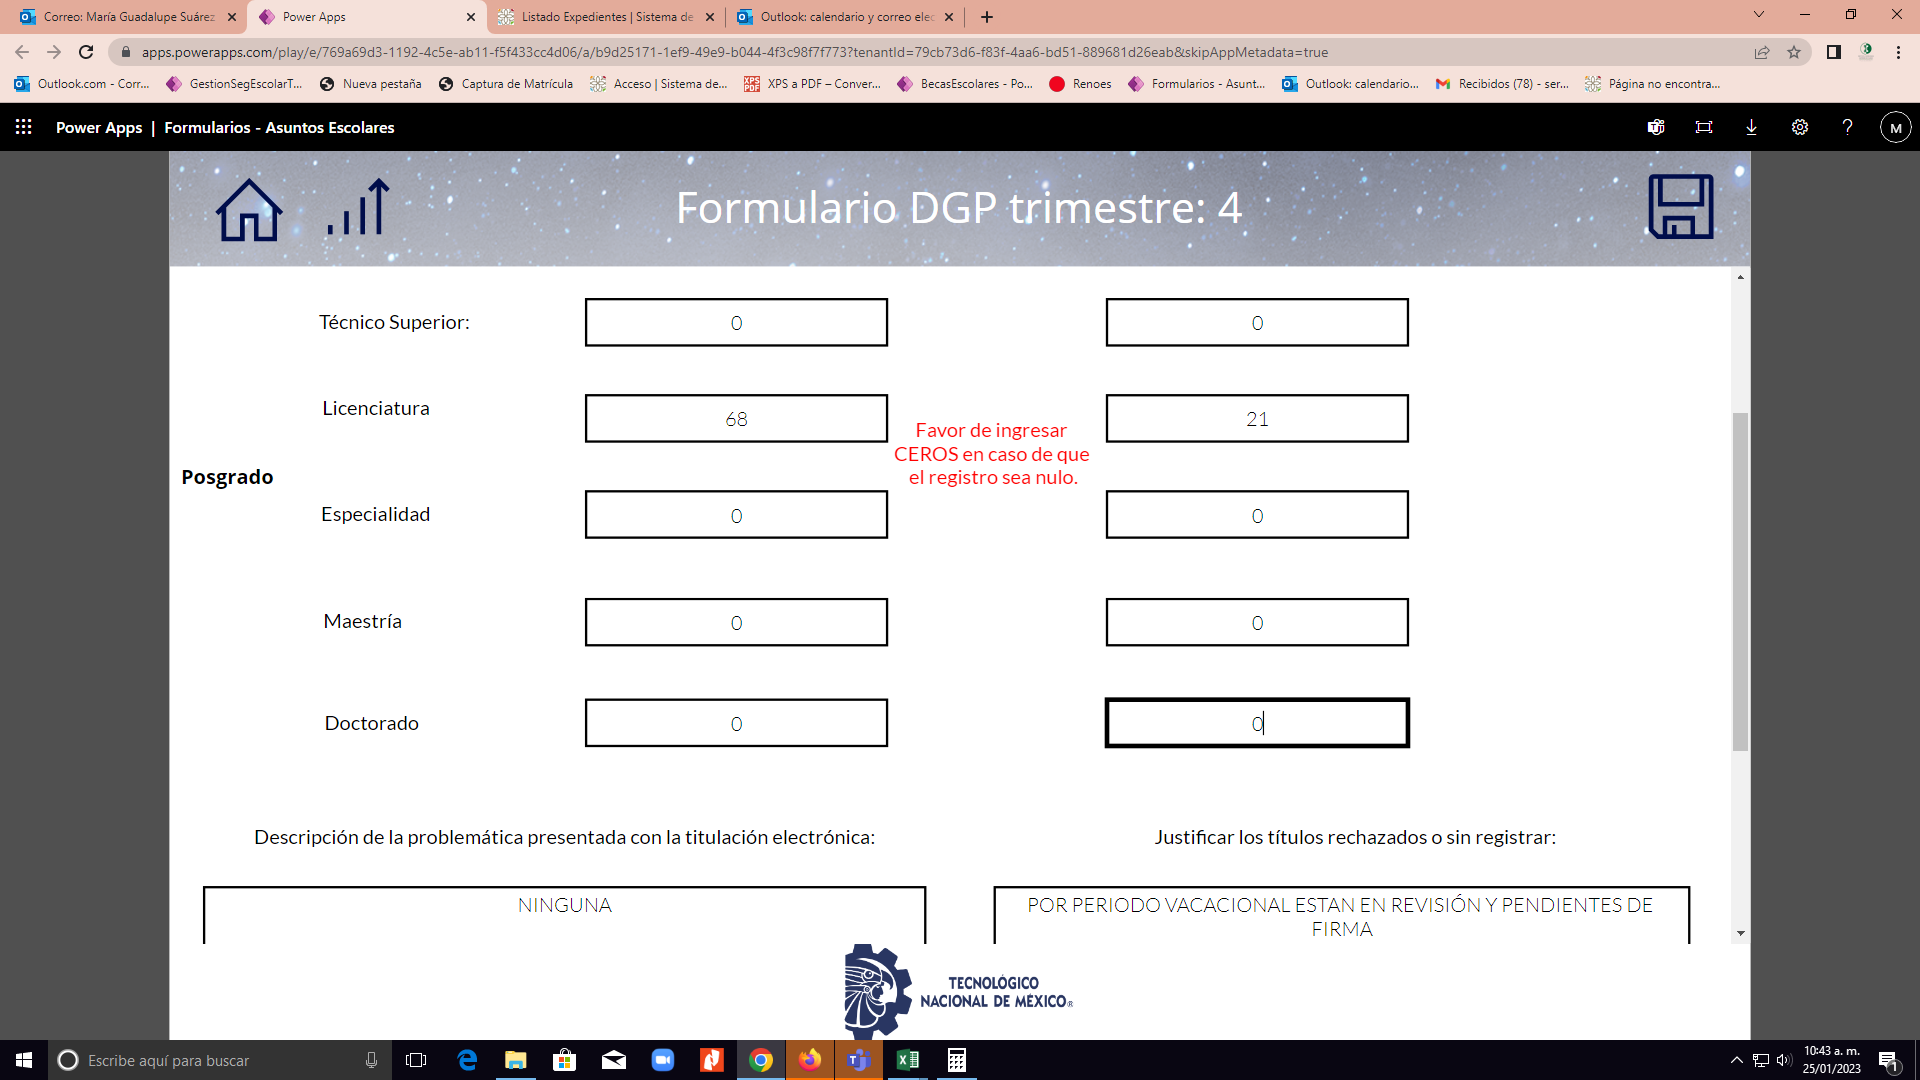 Correo: María Guadalupe Suárez
Power Apps
Listado Expedientes | Sistema de
Outlook: calendario y correo elec
apps.powerapps.com/play/e/769a69d3-1192-4c5e-ab11-f5f433cc4d06/a/b9d25171-1ef9-49e9-b044-4f3c98f7f773?tenantId=79cb73d6-f83f-4aa6-bd51-889681d26eab&skipAppMetadata=true
Outlook.com - Corr...
GestionSegEscolarT...
Nueva pestaña
Captura de Matrícula
Acceso | Sistema de...
XPS a PDF – Conver...
BecasEscolares - Po...
Renoes
Formularios - Asunt...
Outlook: calendario...
Recibidos (78) - ser...
Página no encontra...
Power Apps | Formularios - Asuntos Escolares
M
Formulario DGP trimestre: 4
Técnico Superior:
0
0
Licenciatura
68
21
Favor de ingresar
CEROS en caso de que
el registro sea nulo.
Posgrado
Especialidad
0
0
Maestría
0
0
Doctorado
0
0
Descripción de la problemática presentada con la titulación electrónica:
Justificar los títulos rechazados o sin registrar:
NINGUNA
POR PERIODO VACACIONAL ESTAN EN REVISIÓN Y PENDIENTES DE
FIRMA
TECNOLÓGICO
NACIONAL DE MÉXICO®
Escribe aquí para buscar
10:43 a. m.
25/01/2023
1